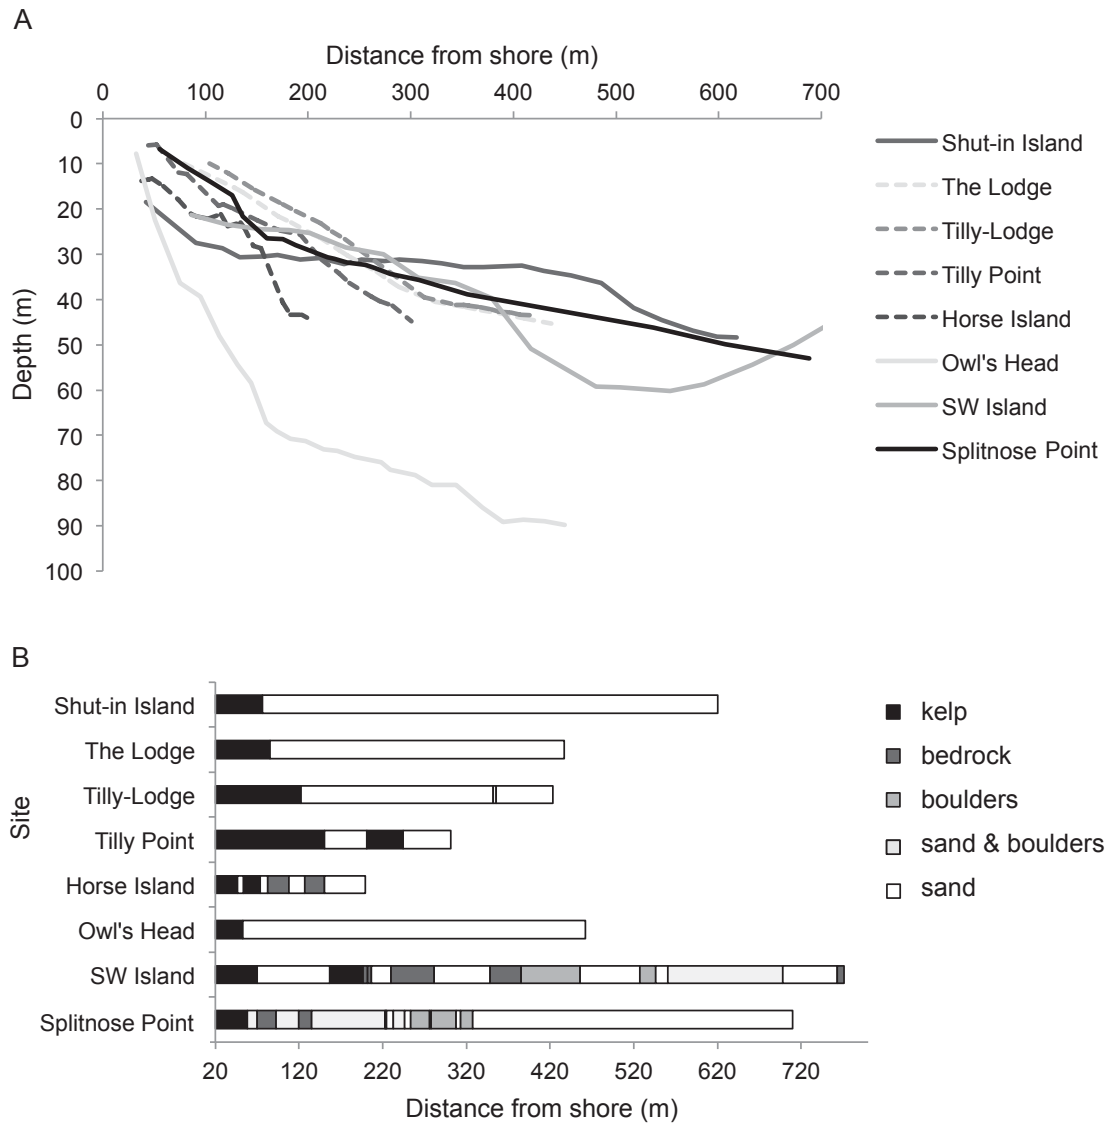 A
Distance from shore (m)
0 100 200 300 400 500 600 700
0
10
20
30
40
50
60
70
80
90
100
Depth (m)
Shut-in Island
The Lodge
Tilly-Lodge
Tilly Point
Horse Island
Owl's Head
SW Island
Splitnose Point
B
Site
Shut-in Island
The Lodge
Tilly-Lodge
Tilly Point
Horse Island
Owl's Head
SW Island
Splitnose Point
20 120 220 320 420 520 620 720
Distance from shore (m)
kelp
bedrock
boulders
sand & boulders
sand